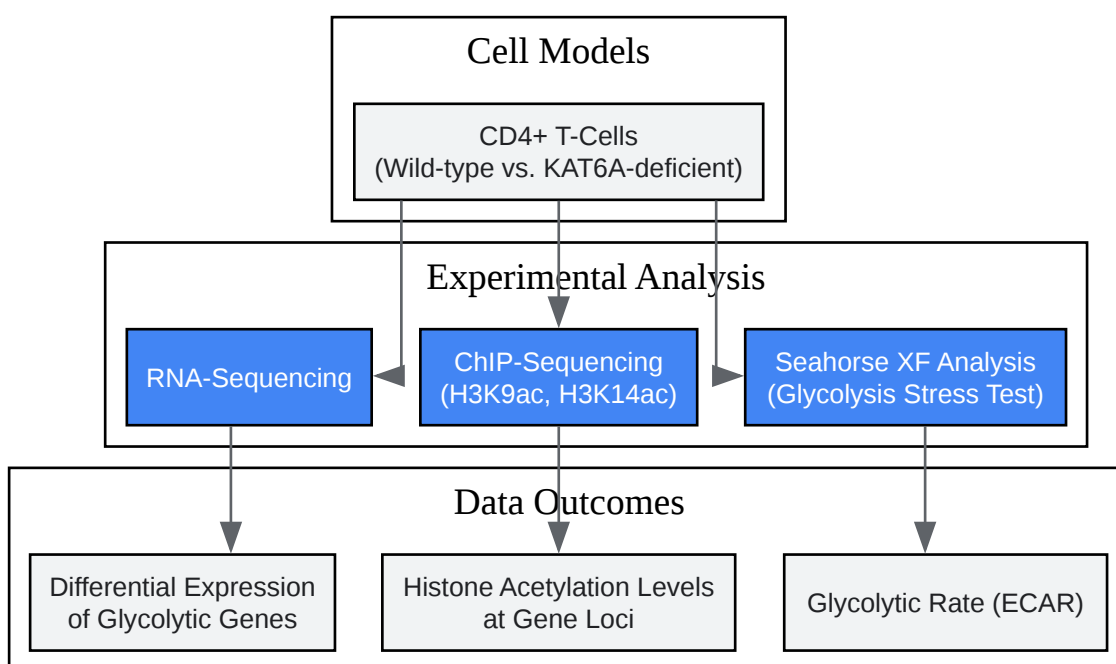 Cell Models
CD4+ T-Cells
(Wild-type vs. KAT6A-deficient)
Experimental Analysis
RNA-Sequencing
ChIP-Sequencing
(H3K9ac, H3K14ac)
Seahorse XF Analysis
(Glycolysis Stress Test)
Data Outcomes
Differential Expression
of Glycolytic Genes
Histone Acetylation Levels
at Gene Loci
Glycolytic Rate (ECAR)